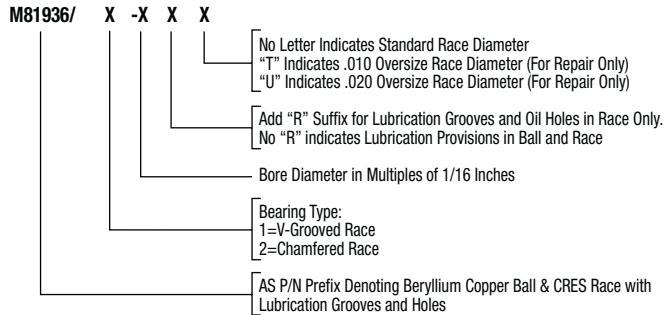 M81936/ X -X X X
No Letter Indicates Standard Race Diameter
“T” Indicates .010 Oversize Race Diameter (For Repair Only)
“U” Indicates .020 Oversize Race Diameter (For Repair Only)
Add “R” Suffix for Lubrication Grooves and Oil Holes in Race Only.
No “R” indicates Lubrication Provisions in Ball and Race
Bore Diameter in Multiples of 1/16 Inches
Bearing Type:
1=V-Grooved Race
2=Chamfered Race
AS P/N Prefix Denoting Beryllium Copper Ball & CRES Race with
Lubrication Grooves and Holes